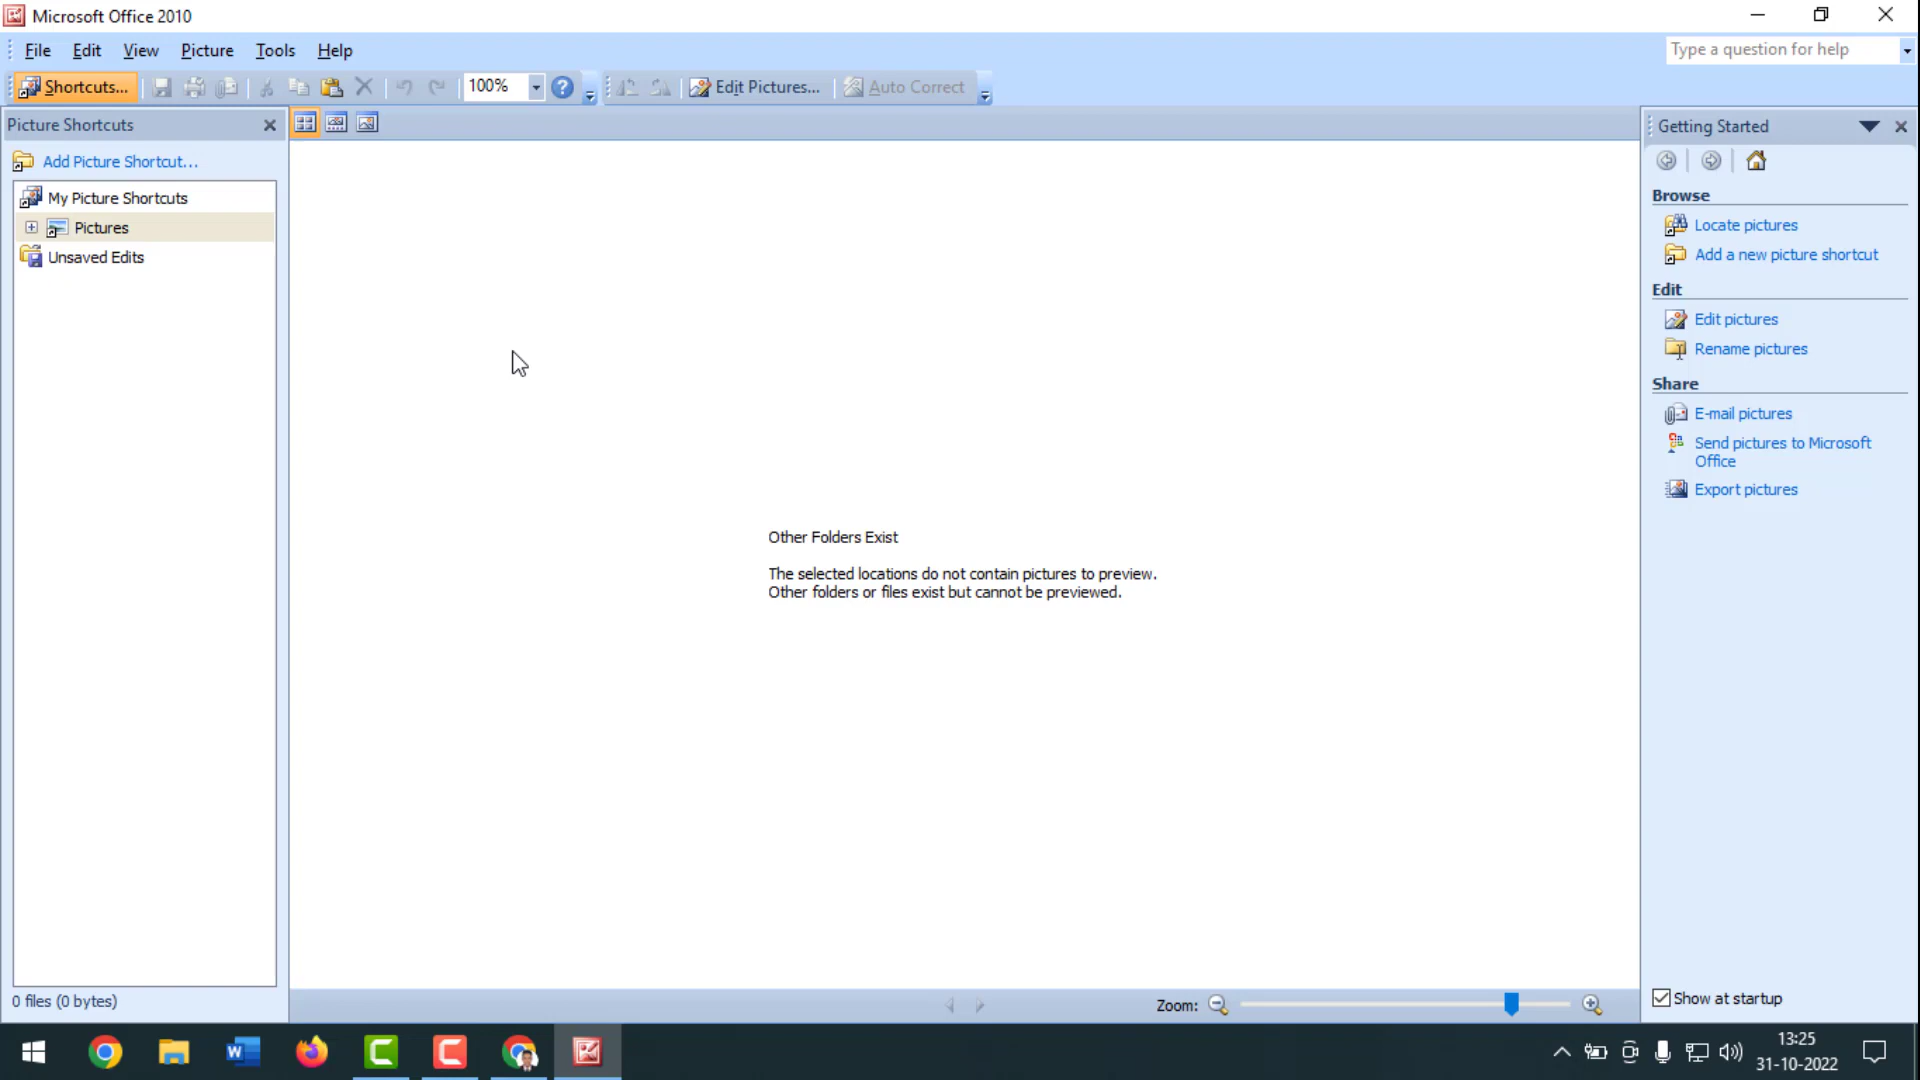 Microsoft Office 2010
File Edit View Picture Tools Help
Type a question for help
Shortcuts...
100%
Edit Pictures...
Auto Correct
Picture Shortcuts
Add Picture Shortcut...
My Picture Shortcuts
Pictures
Unsaved Edits
0 files (0 bytes)
Other Folders Exist
The selected locations do not contain pictures to preview.
Other folders or files exist but cannot be previewed.
Zoom:
Getting Started
Browse
Locate pictures
Add a new picture shortcut
Edit
Edit pictures
Rename pictures
Share
E-mail pictures
Send pictures to Microsoft
Office
Export pictures
Show at startup
13:25
31-10-2022